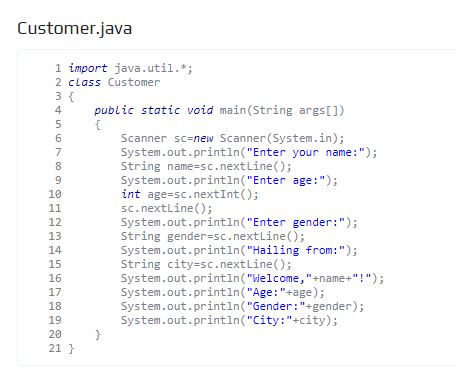 Customer.java
1 import java.util.*;
2 class Customer
3 {
4     public static void main(String args[])
5     {
6         Scanner sc=new Scanner(System.in);
7         System.out.println("Enter your name:");
8         String name=sc.nextLine();
9         System.out.println("Enter age:");
10         int age=sc.nextInt();
11         sc.nextLine();
12         System.out.println("Enter gender:");
13         String gender=sc.nextLine();
14         System.out.println("Hailing from:");
15         String city=sc.nextLine();
16         System.out.println("Welcome,"+name+"!");
17         System.out.println("Age:"+age);
18         System.out.println("Gender:"+gender);
19         System.out.println("City:"+city);
20     }
21 }